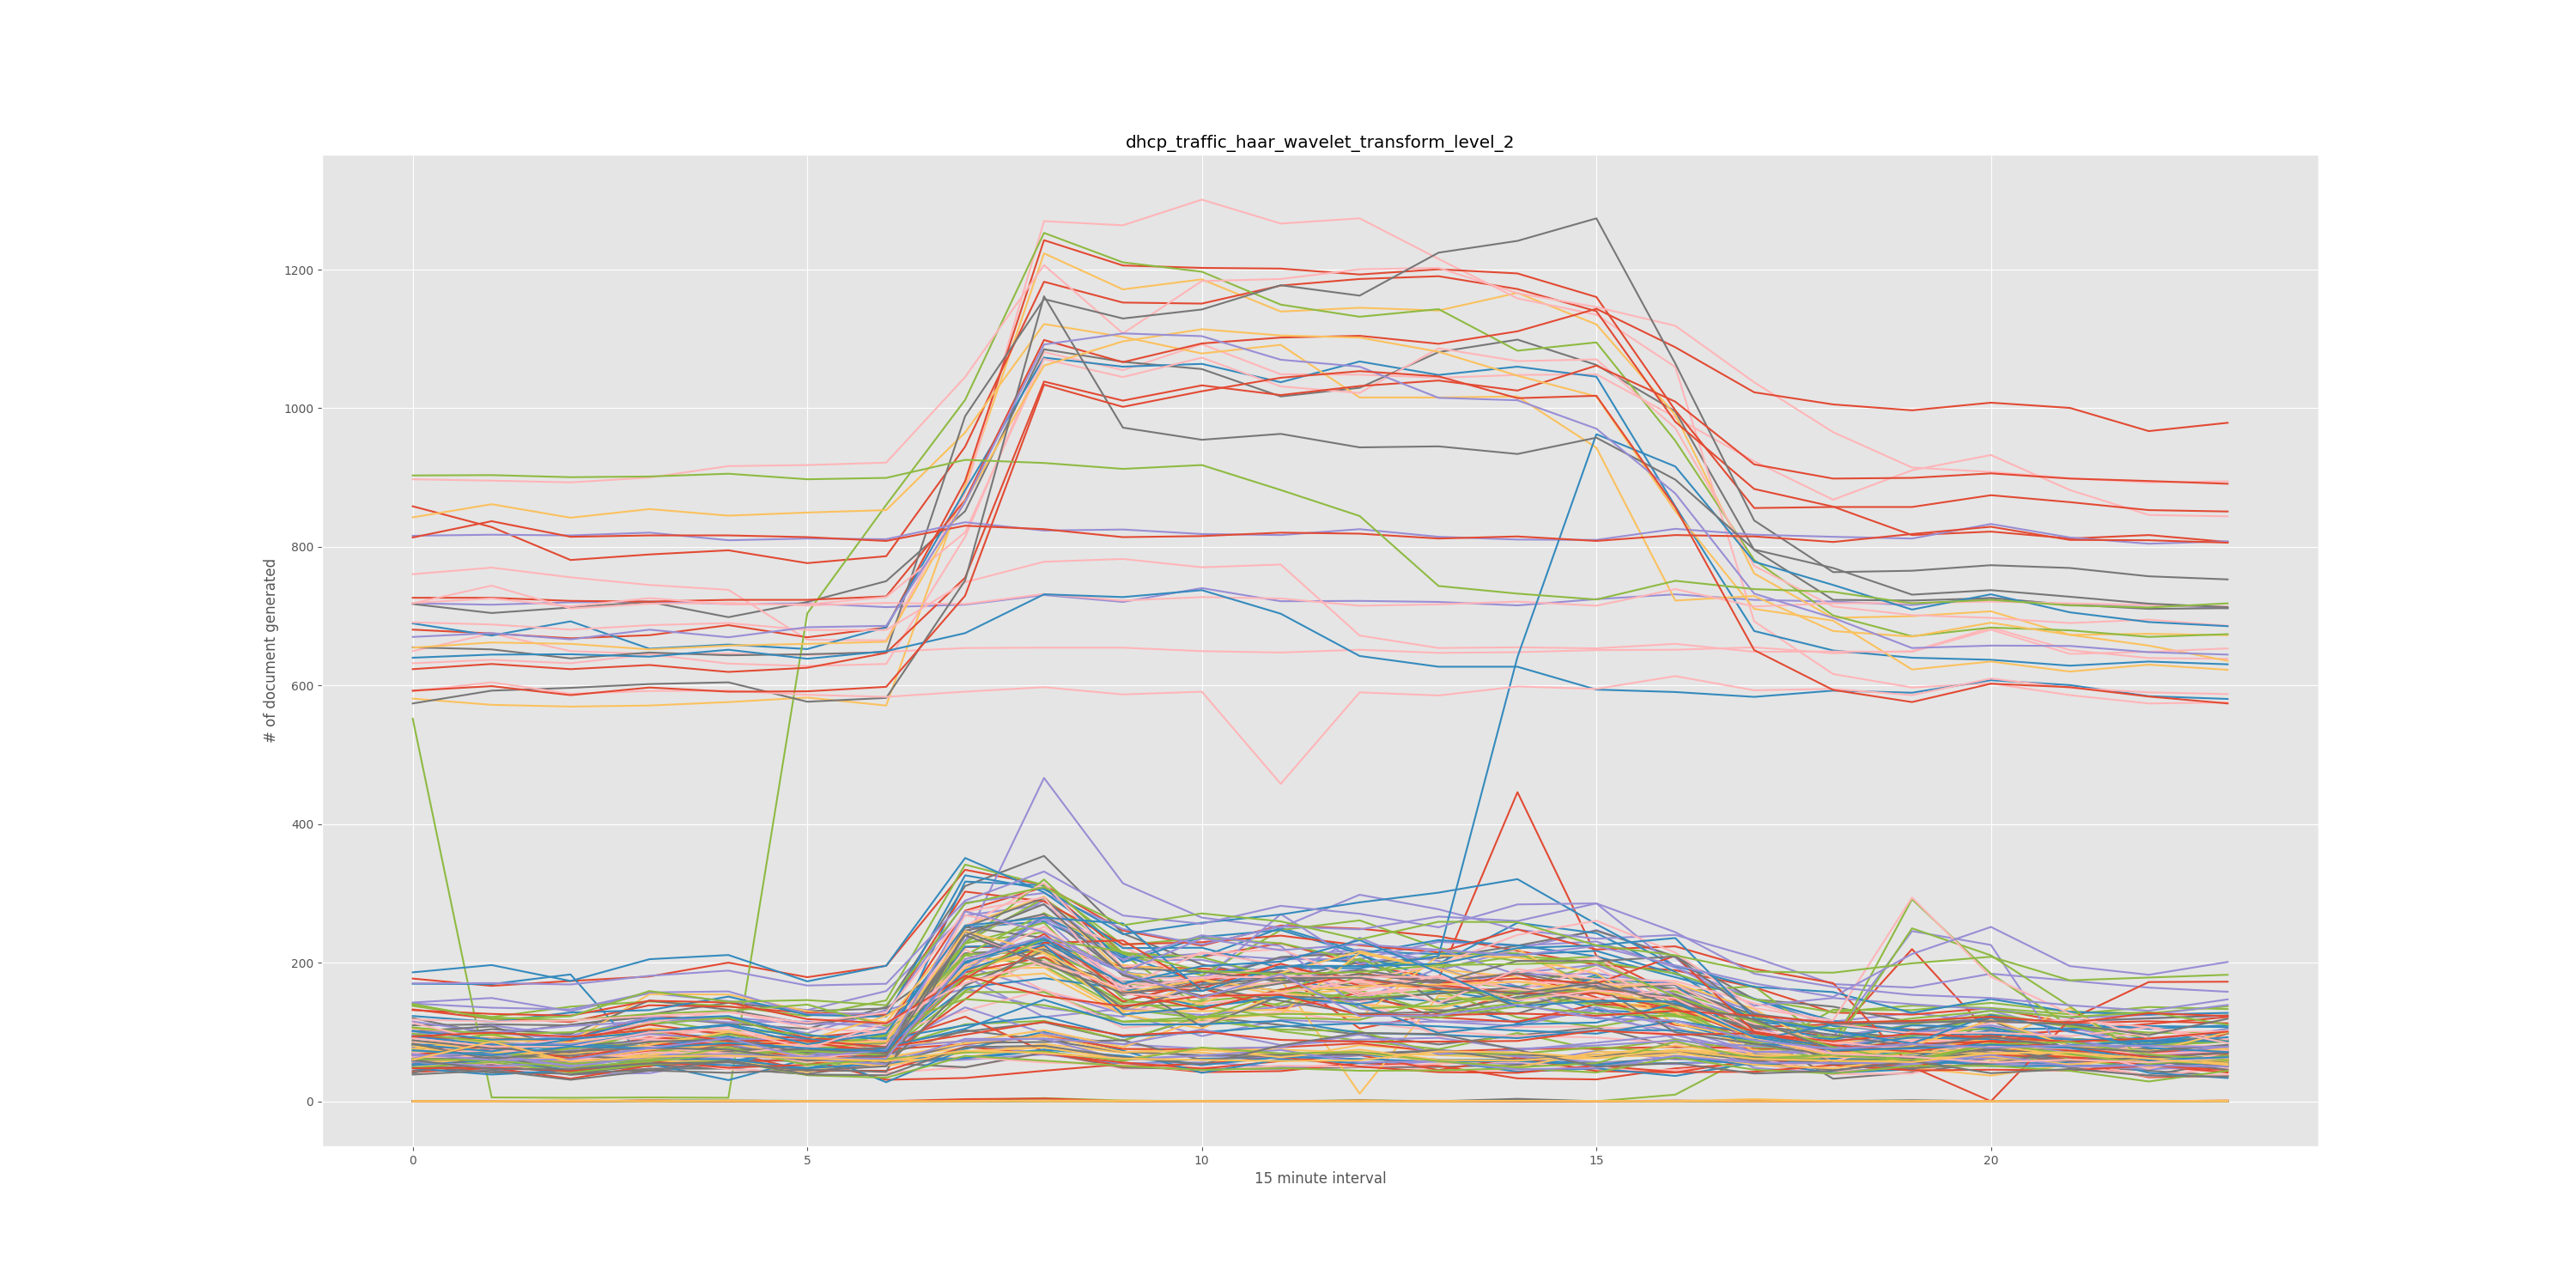 dhcp_traffic_haar_wavelet_transform_level_2
# of document generated
1200
1000
800
600
400
200
0
0 5 10 15 20
15 minute interval